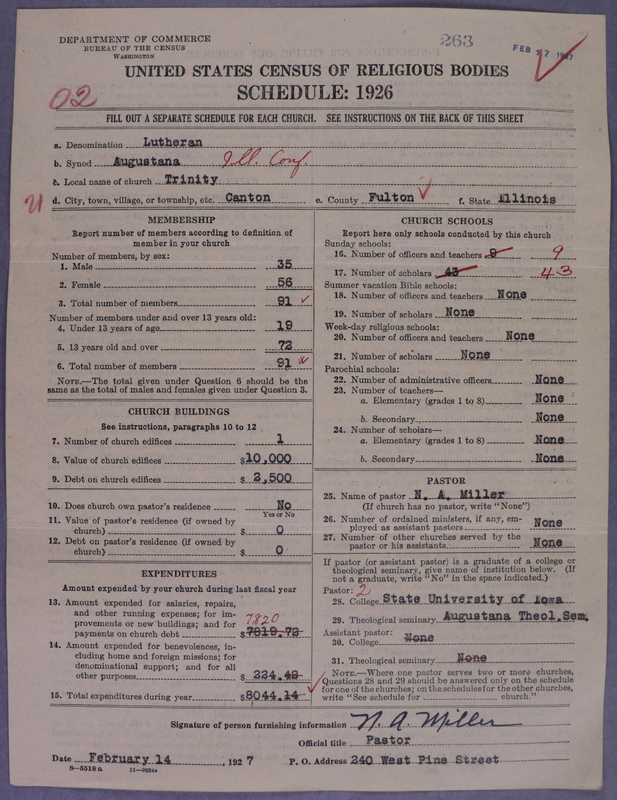 DEPARTMENT OF COMMERCE
BUREAU OF THE CENSUS
WASHINGTON
263
FEB 17 1927
UNITED STATES CENSUS OF RELIGIOUS BODIES
SCHEDULE: 1926
02
FILL OUT A SEPARATE SCHEDULE FOR EACH CHURCH. SEE INSTRUCTIONS ON THE BACK OF THIS SHEET
a. Denomination Lutheran
b. Synod Augustana Ill. Conf.
c. Local name of church Trinity
21 d. City, town, village, or township, etc. Canton e. County Fulton f. State Illinois
MEMBERSHIP
Report number of members according to definition of
member in your church
Number of members, by sex:
1. Male 35
2. Female 56
3. Total number of members 91
Number of members under and over 13 years old:
4. Under 13 years of age 19
5. 13 years old and over 72
6. Total number of members 91
NOTE.—The total given under Question 6 should be the
same as the total of males and females given under Question 3.
CHURCH BUILDINGS
See instructions, paragraphs 10 to 12
7. Number of church edifices 1
8. Value of church edifices $10,000
9. Debt on church edifices $2,500
10. Does church own pastor's residence No
Yes or No
11. Value of pastor's residence (if owned by
church) $ 0
12. Debt on pastor's residence (if owned by
church) $ 0
EXPENDITURES
Amount expended by your church during last fiscal year
13. Amount expended for salaries, repairs,
and other running expenses; for im-
provements or new buildings; and for 7820
payments on church debt $7819.72
14. Amount expended for benevolences, in-
cluding home and foreign missions; for
denominational support; and for all
other purposes $ 224.42
15. Total expenditures during year $8044.14
CHURCH SCHOOLS
Report here only schools conducted by this church
Sunday schools:
16. Number of officers and teachers 9 9
17. Number of scholars 43 43
Summer vacation Bible schools:
18. Number of officers and teachers None
19. Number of scholars None
Week-day religious schools:
20. Number of officers and teachers None
21. Number of scholars None
Parochial schools:
22. Number of administrative officers None
23. Number of teachers—
a. Elementary (grades 1 to 8) None
b. Secondary None
24. Number of scholars—
a. Elementary (grades 1 to 8) None
b. Secondary None
PASTOR
25. Name of pastor N. A. Miller
(If church has no pastor, write "None")
26. Number of ordained ministers, if any, em-
ployed as assistant pastors None
27. Number of other churches served by the
pastor or his assistants None
If pastor (or assistant pastor) is a graduate of a college or
theological seminary, give name of institution below. (If
not a graduate, write "No" in the space indicated.)
Pastor: 2
28. College State University of Iowa
29. Theological seminary Augustana Theol.Sem.
Assistant pastor:
30. College None
31. Theological seminary None
NOTE.—Where one pastor serves two or more churches,
Questions 28 and 29 should be answered only on the schedule
for one of the churches; on the schedules for the other churches,
write "See schedule for church."
Signature of person furnishing information N. A. Miller
Official title Pastor
Date February 14, 1927 P. O. Address 240 West Pine Street
8—5518a